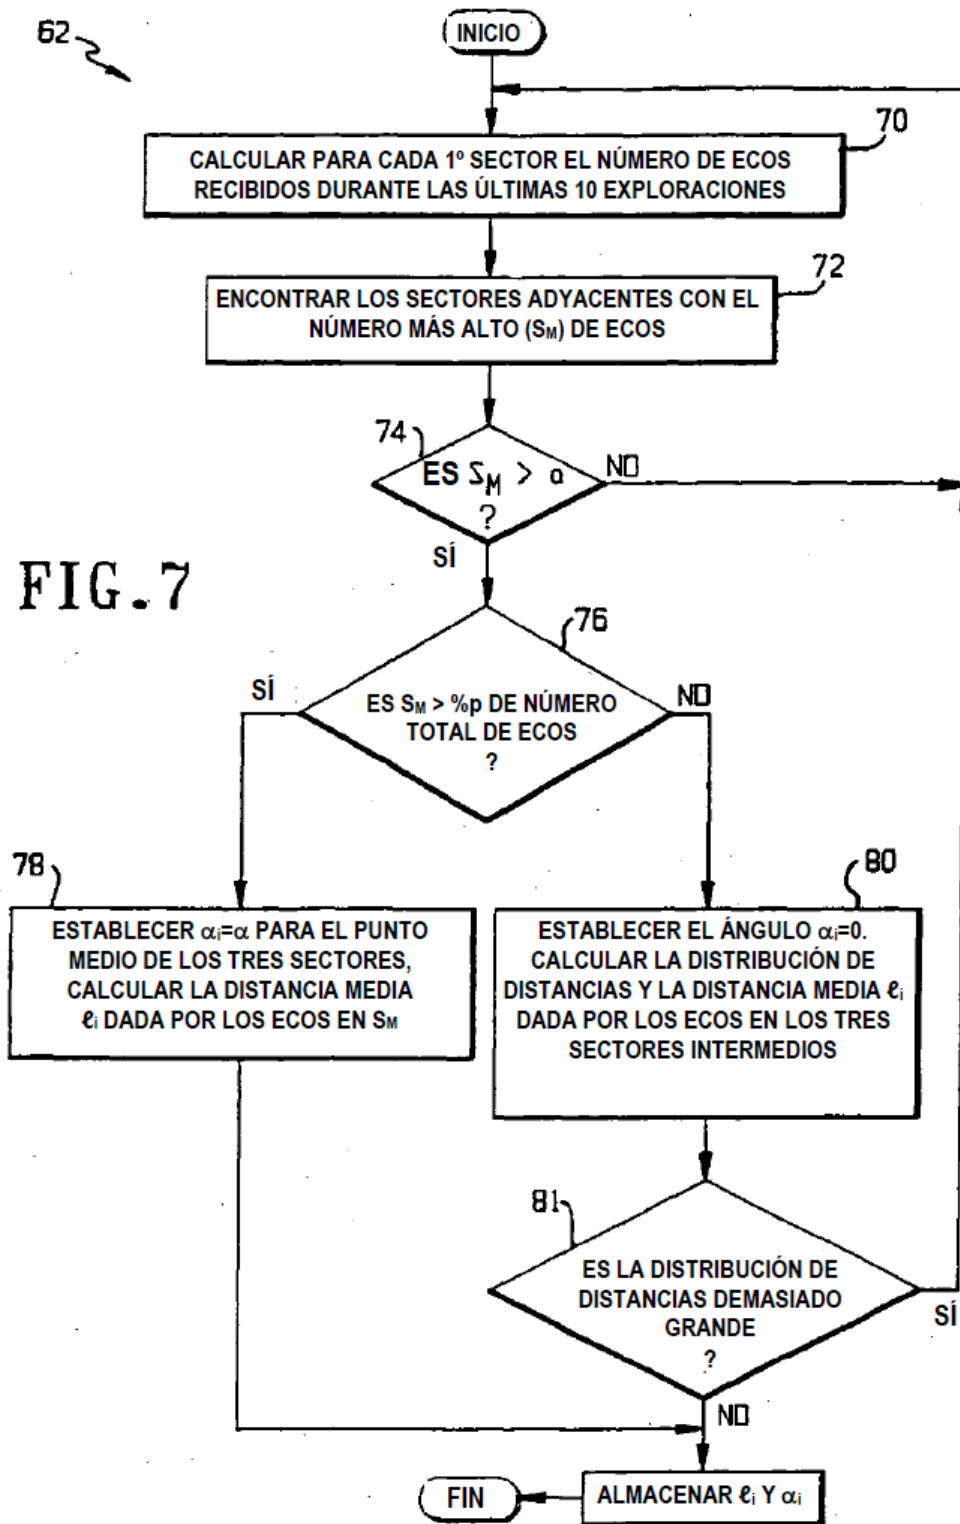 62
INICIO
70
CALCULAR PARA CADA 1º SECTOR EL NÚMERO DE ECOS
RECIBIDOS DURANTE LAS ÚLTIMAS 10 EXPLORACIONES
72
ENCONTRAR LOS SECTORES ADYACENTES CON EL
NÚMERO MÁS ALTO (SM) DE ECOS
74
ES SM > a
?
NO
SÍ
FIG.7
76
SÍ
ES SM > %p DE NÚMERO
TOTAL DE ECOS
?
NO
78
ESTABLECER αi=α PARA EL PUNTO
MEDIO DE LOS TRES SECTORES,
CALCULAR LA DISTANCIA MEDIA
ℓi DADA POR LOS ECOS EN SM
80
ESTABLECER EL ÁNGULO αi=0.
CALCULAR LA DISTRIBUCIÓN DE
DISTANCIAS Y LA DISTANCIA MEDIA ℓi
DADA POR LOS ECOS EN LOS TRES
SECTORES INTERMEDIOS
81
ES LA DISTRIBUCIÓN DE
DISTANCIAS DEMASIADO
GRANDE
?
SÍ
NO
ALMACENAR ℓi Y αi
FIN